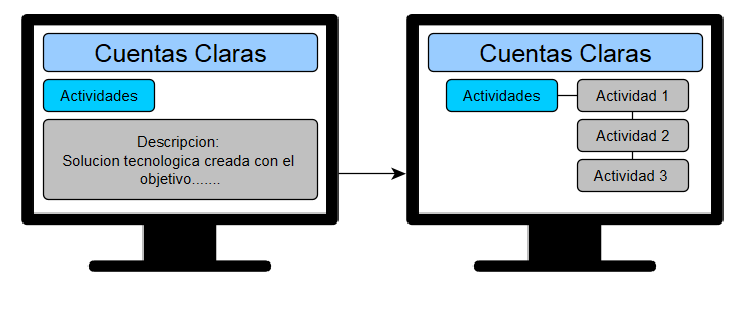 Cuentas Claras
Actividades
Descripcion:
Solucion tecnologica creada con el
objetivo.......
Cuentas Claras
Actividades
Actividad 1
Actividad 2
Actividad 3